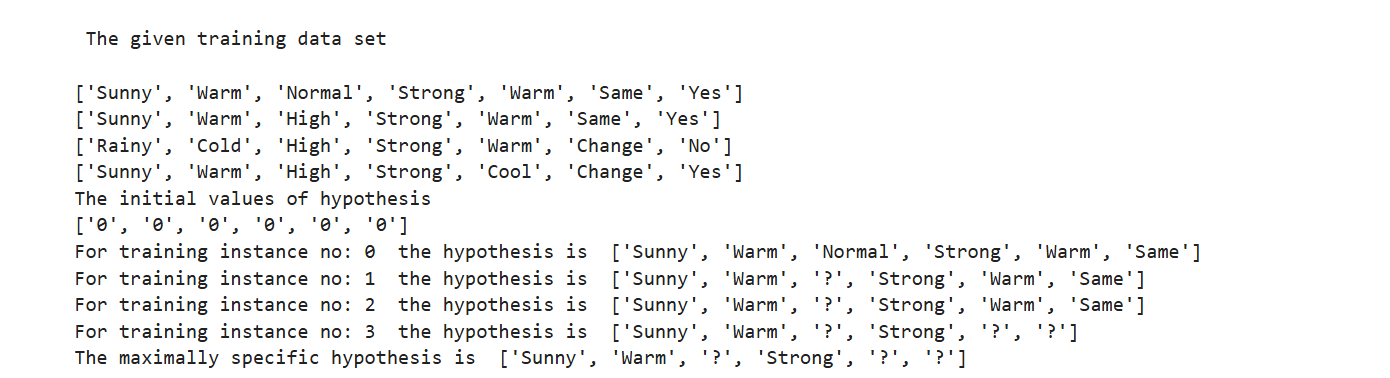 The given training data set
['Sunny', 'Warm', 'Normal', 'Strong', 'Warm', 'Same', 'Yes']
['Sunny', 'Warm', 'High', 'Strong', 'Warm', 'Same', 'Yes']
['Rainy', 'Cold', 'High', 'Strong', 'Warm', 'Change', 'No']
['Sunny', 'Warm', 'High', 'Strong', 'Cool', 'Change', 'Yes']
The initial values of hypothesis
['0', '0', '0', '0', '0', '0']
For training instance no: 0  the hypothesis is  ['Sunny', 'Warm', 'Normal', 'Strong', 'Warm', 'Same']
For training instance no: 1  the hypothesis is  ['Sunny', 'Warm', '?', 'Strong', 'Warm', 'Same']
For training instance no: 2  the hypothesis is  ['Sunny', 'Warm', '?', 'Strong', 'Warm', 'Same']
For training instance no: 3  the hypothesis is  ['Sunny', 'Warm', '?', 'Strong', '?', '?']
The maximally specific hypothesis is  ['Sunny', 'Warm', '?', 'Strong', '?', '?']